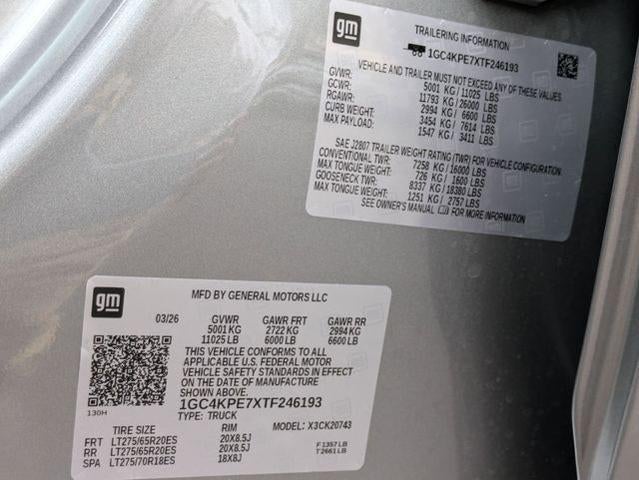 gm
TRAILERING INFORMATION
1GC4KPE7XTF246193
VEHICLE AND TRAILER MUST NOT EXCEED ANY OF THESE VALUES.
GVWR: 5001 KG / 11025 LBS
GCWR: 11793 KG / 26000 LBS
RGAWR: 2994 KG / 6600 LBS
CURB WEIGHT: 3454 KG / 7614 LBS
MAX PAYLOAD: 1547 KG / 3411 LBS
SAE J2807 TRAILER WEIGHT RATING (TWR) FOR VEHICLE CONFIGURATION.
CONVENTIONAL TWR: 7258 KG / 16000 LBS
MAX TONGUE WEIGHT: 726 KG / 1600 LBS
GOOSENECK TWR: 8337 KG / 18380 LBS
MAX TONGUE WEIGHT: 1251 KG / 2757 LBS
SEE OWNER'S MANUAL FOR MORE INFORMATION
gm
MFD BY GENERAL MOTORS LLC
03/26 GVWR GAWR FRT GAWR RR
5001 KG 2722 KG 2994 KG
11025 LB 6000 LB 6600 LB
THIS VEHICLE CONFORMS TO ALL
APPLICABLE U.S. FEDERAL MOTOR
VEHICLE SAFETY STANDARDS IN EFFECT
ON THE DATE OF MANUFACTURE
SHOWN ABOVE.
130H 1GC4KPE7XTF246193
TYPE: TRUCK MODEL: X3CK20743
TIRE SIZE RIM
FRT LT275/65R20ES 20X8.5J F 1357 LB
RR LT275/65R20ES 20X8.5J T 2661 LB
SPA LT275/70R18ES 18X8J